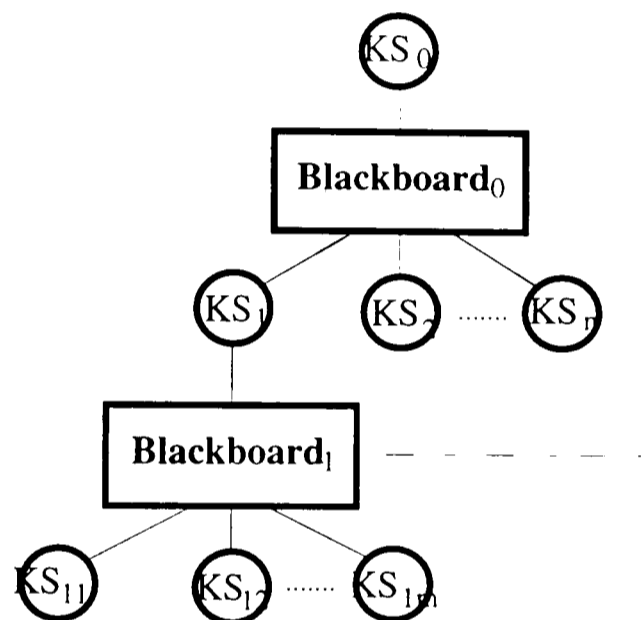 KS₀
Blackboard₀
KS₁ KS₂ ....... KSₙ
Blackboard₁
KS₁₁ KS₁₂ ....... KS₁ₘ